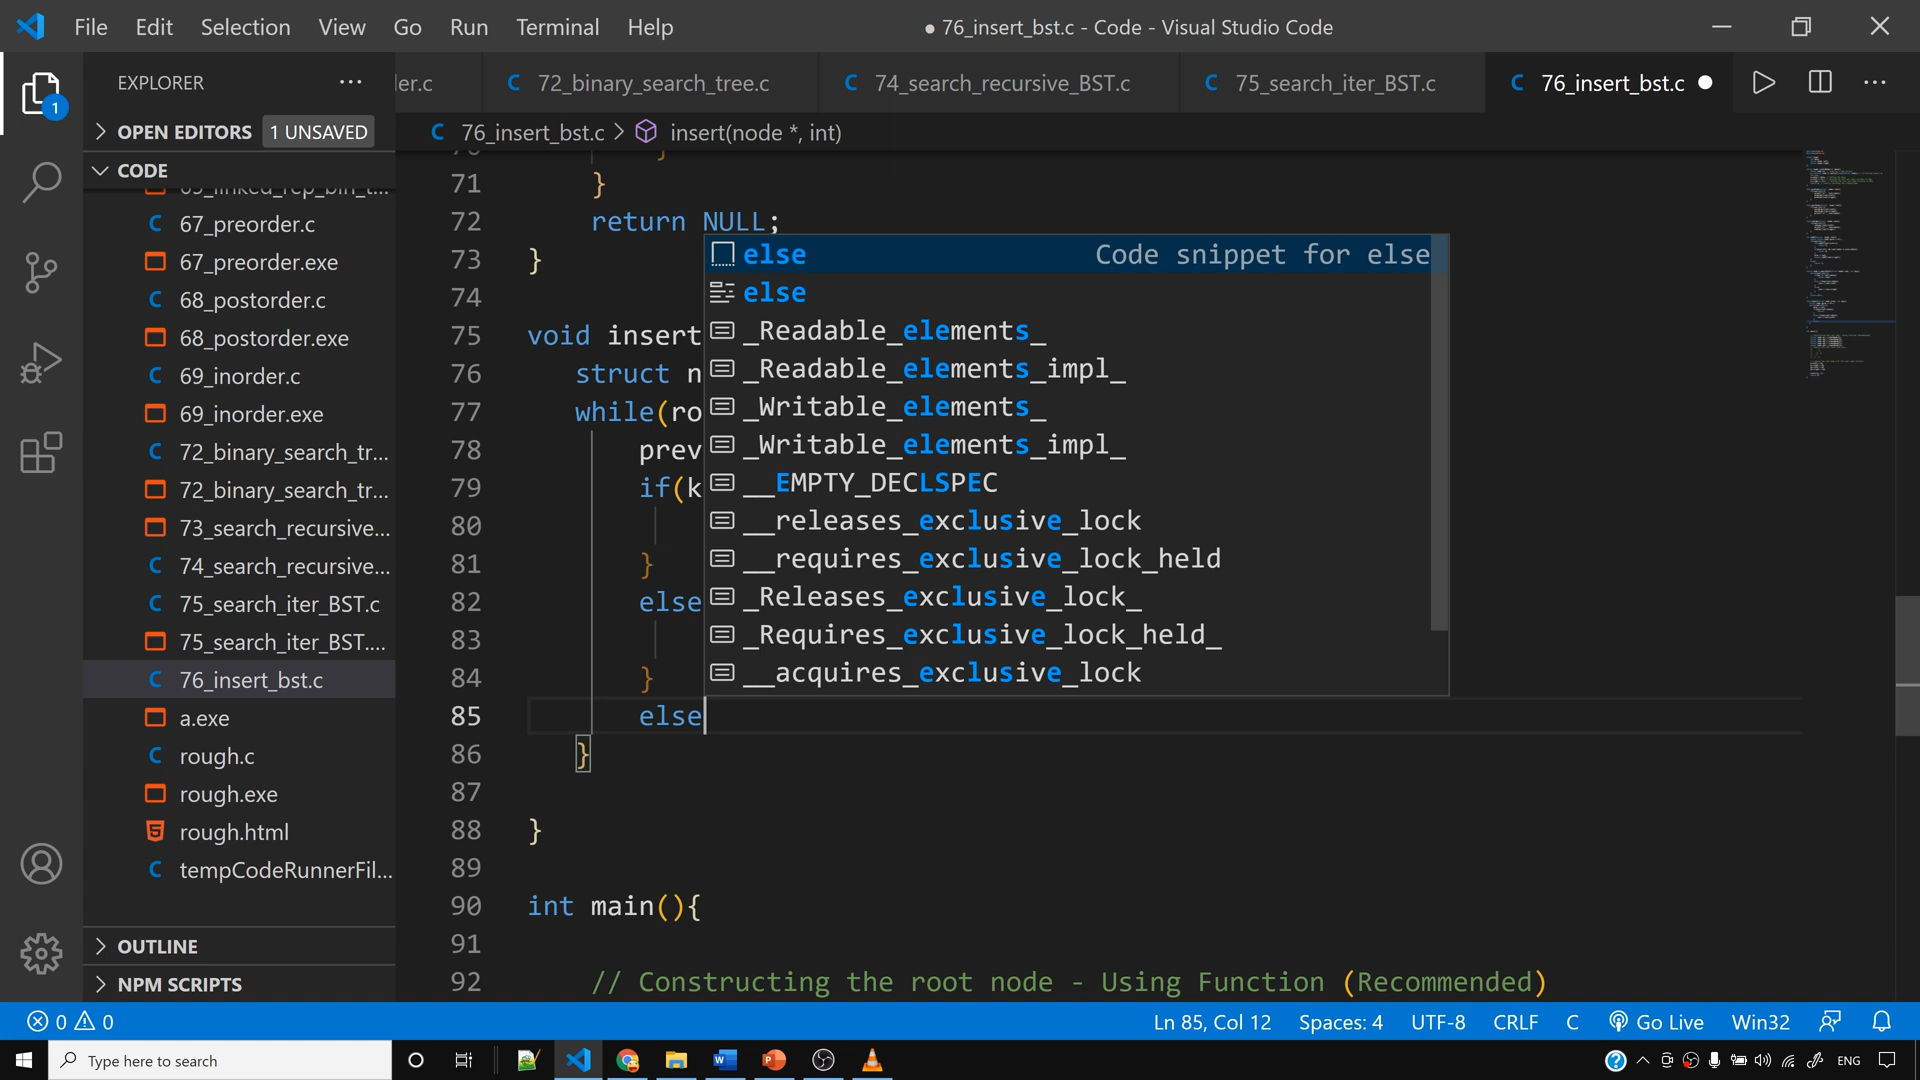 File Edit Selection View Go Run Terminal Help
● 76_insert_bst.c - Code - Visual Studio Code
EXPLORER
···
ler.c
C 72_binary_search_tree.c
C 74_search_recursive_BST.c
C 75_search_iter_BST.c
C 76_insert_bst.c ●
···
1
OPEN EDITORS 1 UNSAVED
C 76_insert_bst.c > insert(node *, int)
CODE
67_preorder.c
67_preorder.exe
68_postorder.c
68_postorder.exe
69_inorder.c
69_inorder.exe
72_binary_search_tr...
72_binary_search_tr...
73_search_recursive...
74_search_recursive...
75_search_iter_BST.c
75_search_iter_BST....
76_insert_bst.c
a.exe
rough.c
rough.exe
rough.html
tempCodeRunnerFil...
OUTLINE
NPM SCRIPTS
71 }
72 return NULL;
73 }
74
75 void insert
76 struct n
77 while(ro
78 prev
79 if(k
80
81 }
82 else
83
84 }
85 else
86 }
87
88 }
89
90 int main(){
91
92 // Constructing the root node - Using Function (Recommended)
else Code snippet for else
else
_Readable_elements_
_Readable_elements_impl_
_Writable_elements_
_Writable_elements_impl_
__EMPTY_DECLSPEC
__releases_exclusive_lock
__requires_exclusive_lock_held
_Releases_exclusive_lock_
_Requires_exclusive_lock_held_
__acquires_exclusive_lock
0 0
Ln 85, Col 12 Spaces: 4 UTF-8 CRLF C Go Live Win32
Type here to search
ENG